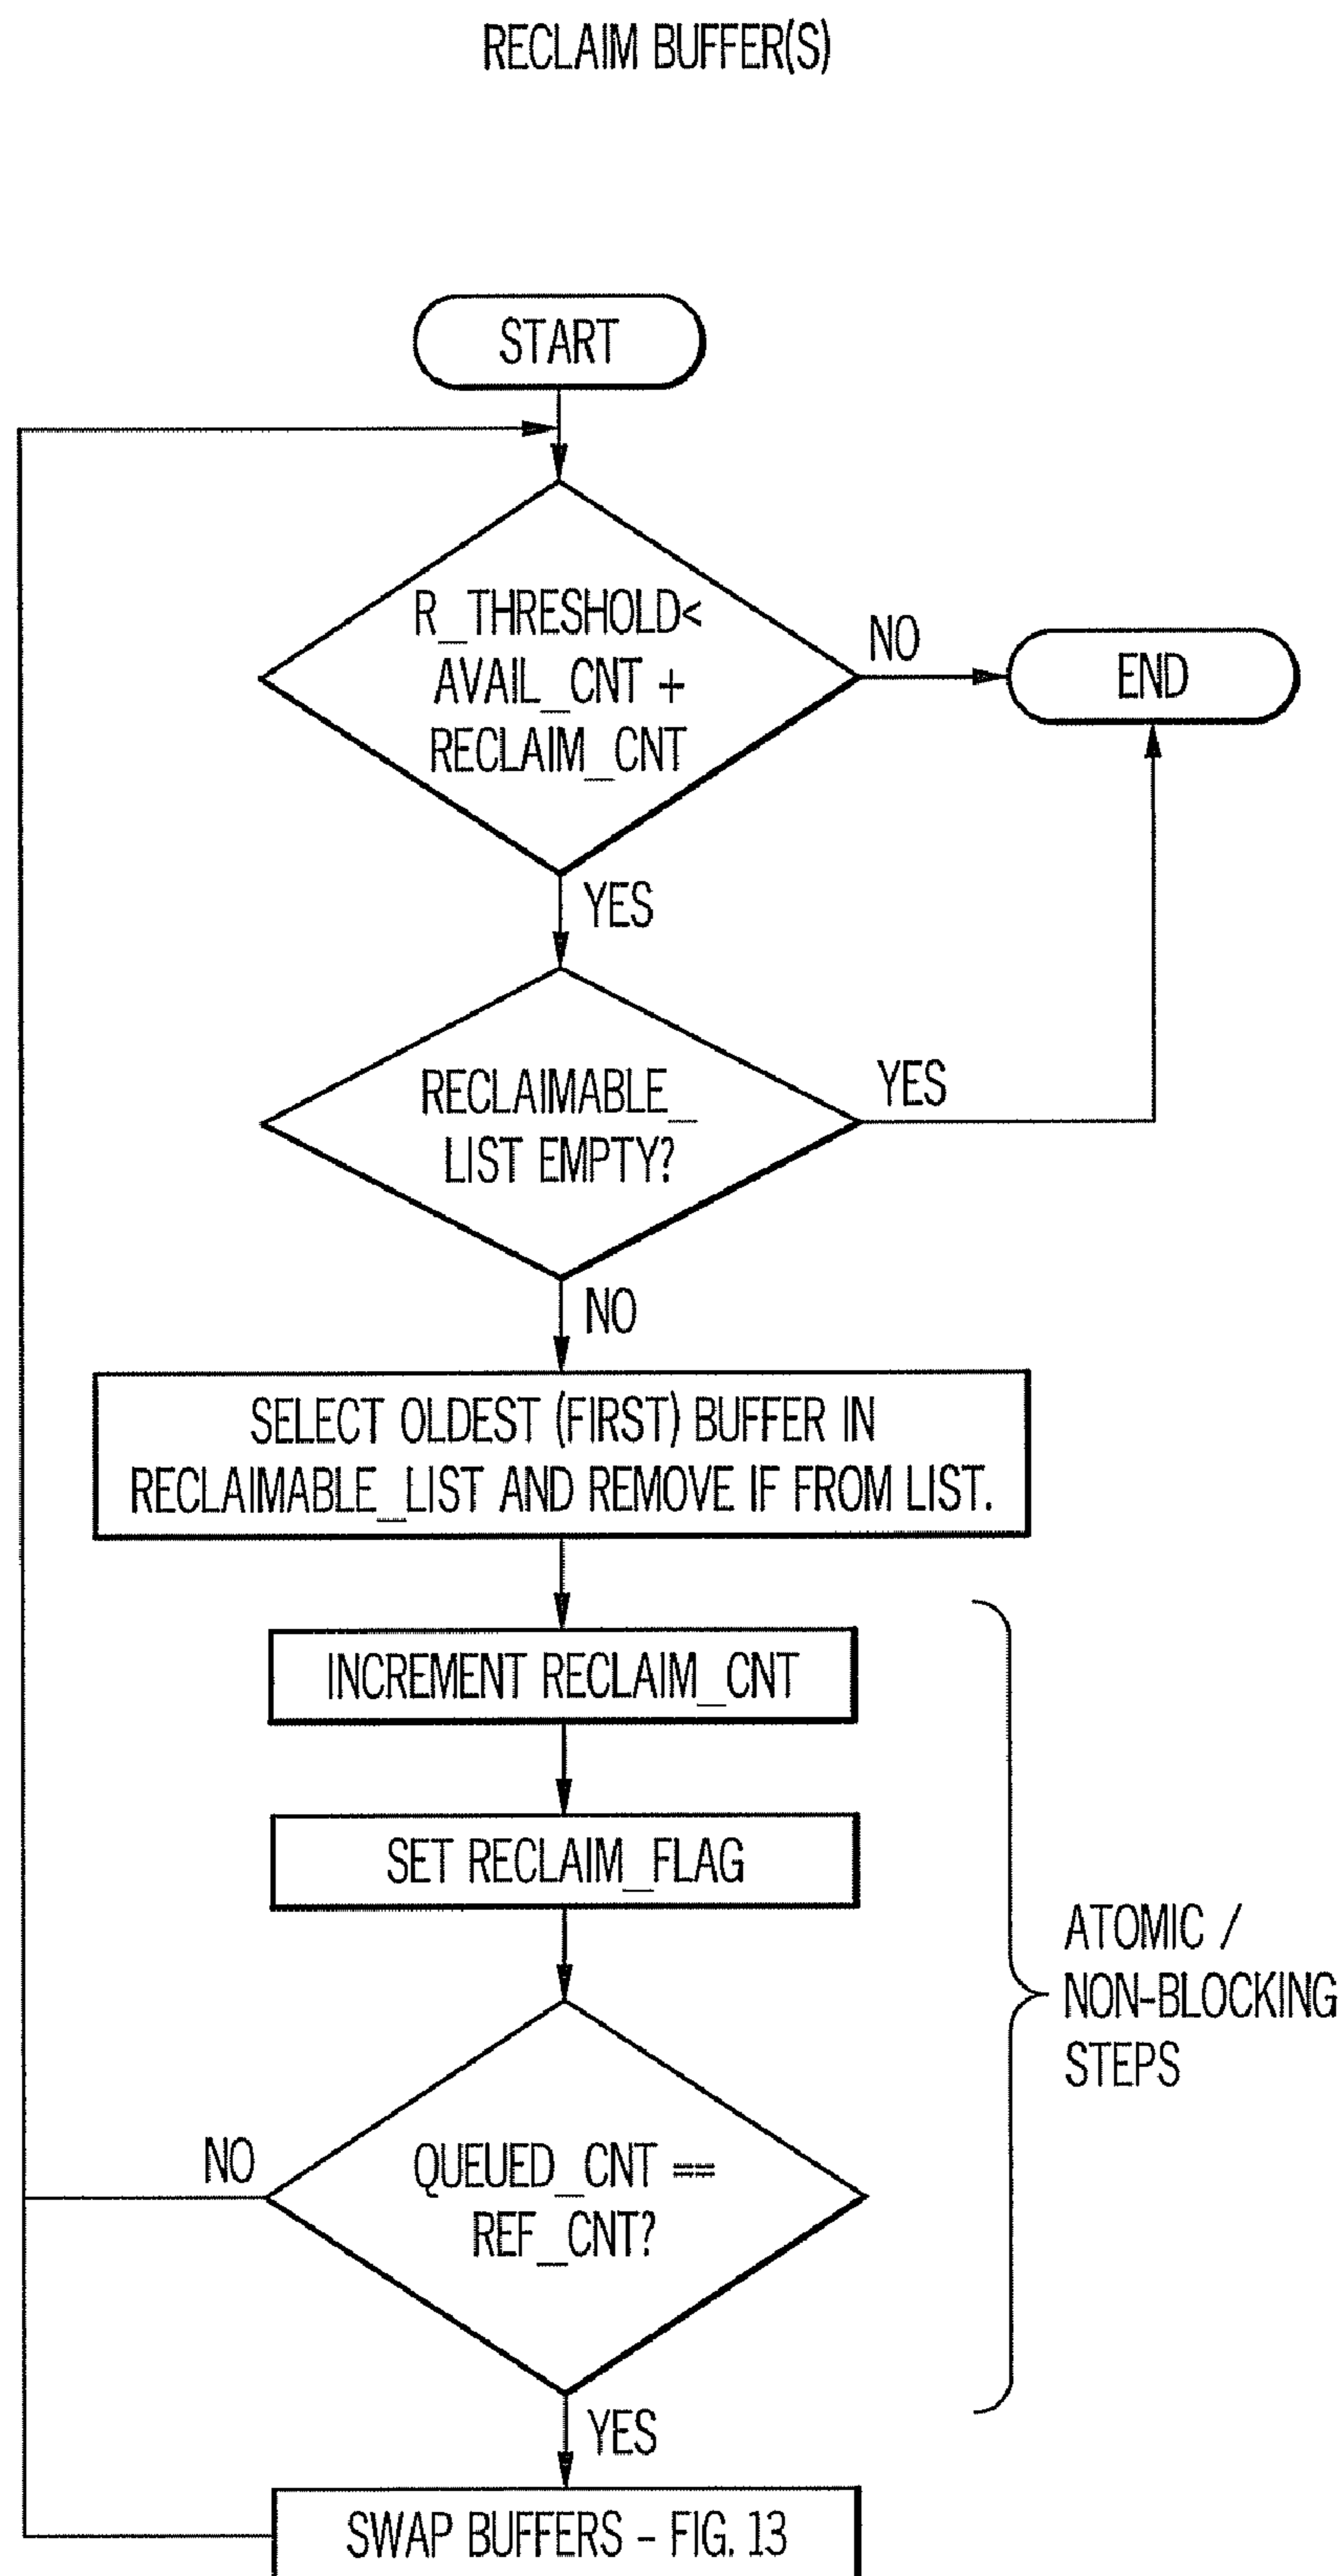 RECLAIM BUFFER(S)
START
R_THRESHOLD<
AVAIL_CNT +
RECLAIM_CNT
NO
END
YES
RECLAIMABLE_
LIST EMPTY?
YES
NO
SELECT OLDEST (FIRST) BUFFER IN
RECLAIMABLE_LIST AND REMOVE IF FROM LIST.
INCREMENT RECLAIM_CNT
SET RECLAIM_FLAG
ATOMIC /
NON-BLOCKING
STEPS
NO
QUEUED_CNT ==
REF_CNT?
YES
SWAP BUFFERS - FIG. 13